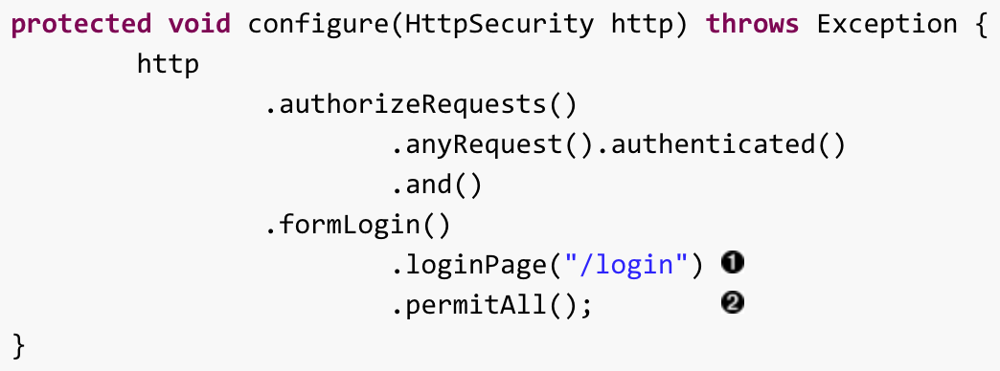 protected void configure(HttpSecurity http) throws Exception {
http
.authorizeRequests()
.anyRequest().authenticated()
.and()
.formLogin()
.loginPage("/login") ❶
.permitAll(); ❷
}